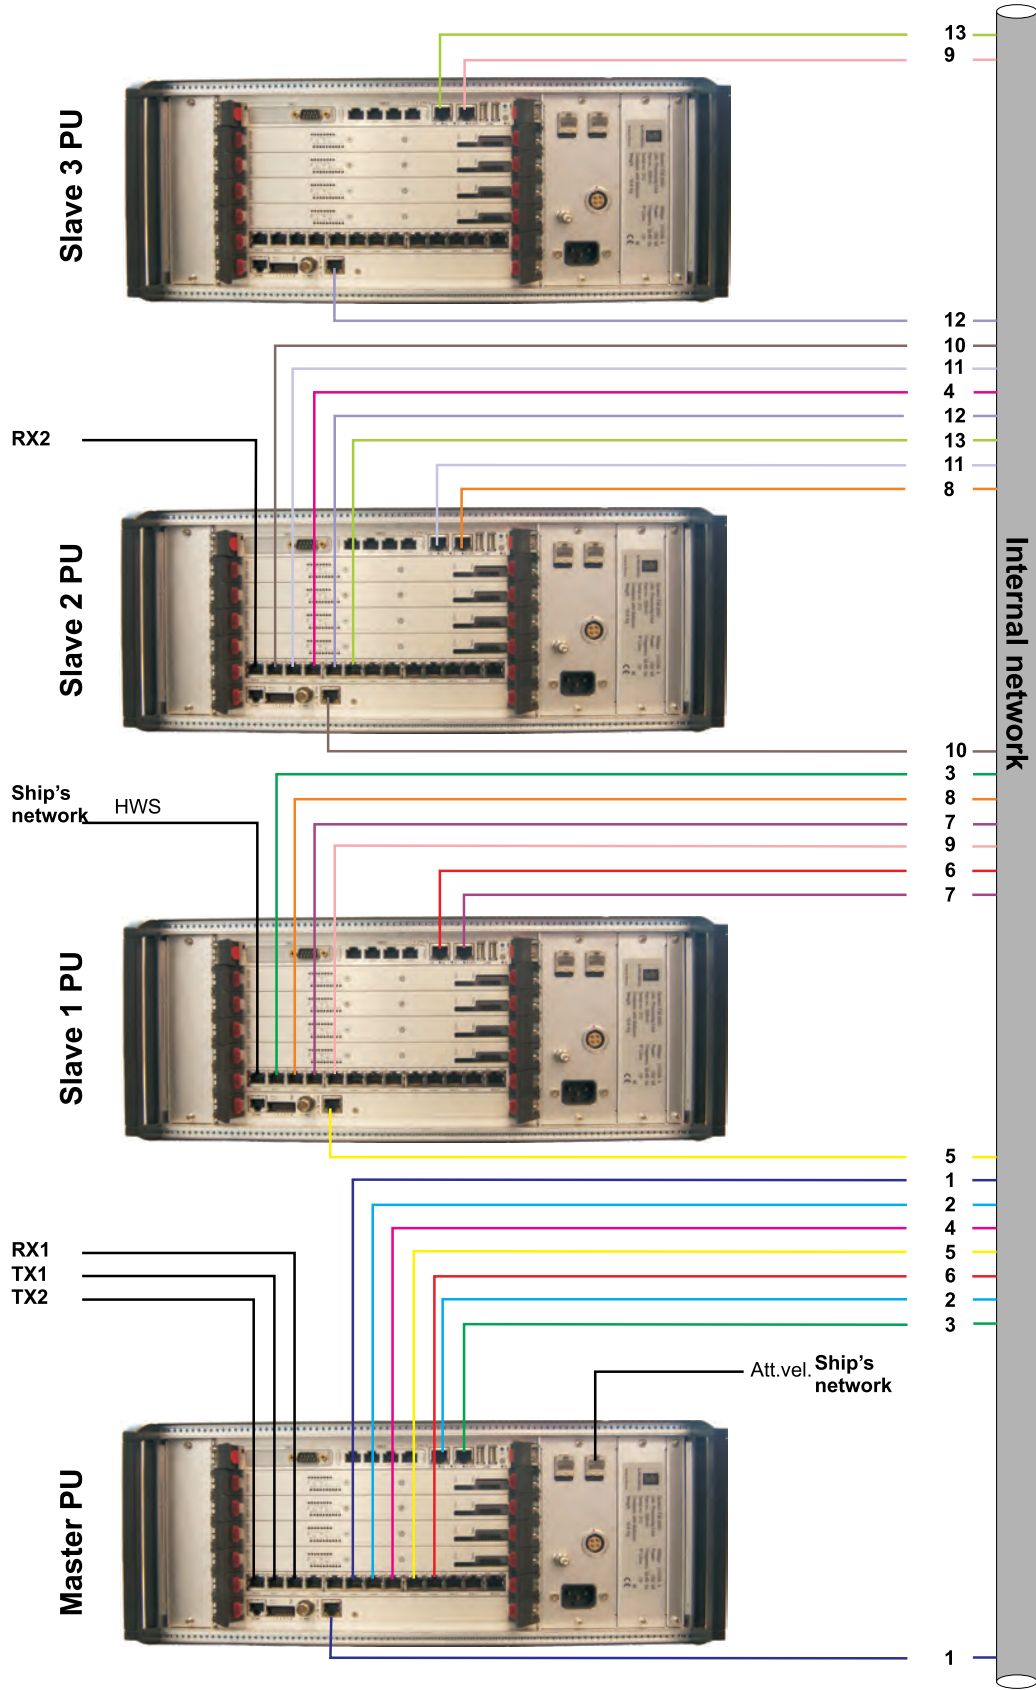 13
9
Slave 3 PU
12
10
11
4
12
RX2
13
11
8
Slave 2 PU
Internal network
10
3
Ship's
network
HWS
8
7
9
6
7
Slave 1 PU
5
1
2
4
RX1
5
TX1
6
TX2
2
3
Att.vel.
Ship's
network
Master PU
1